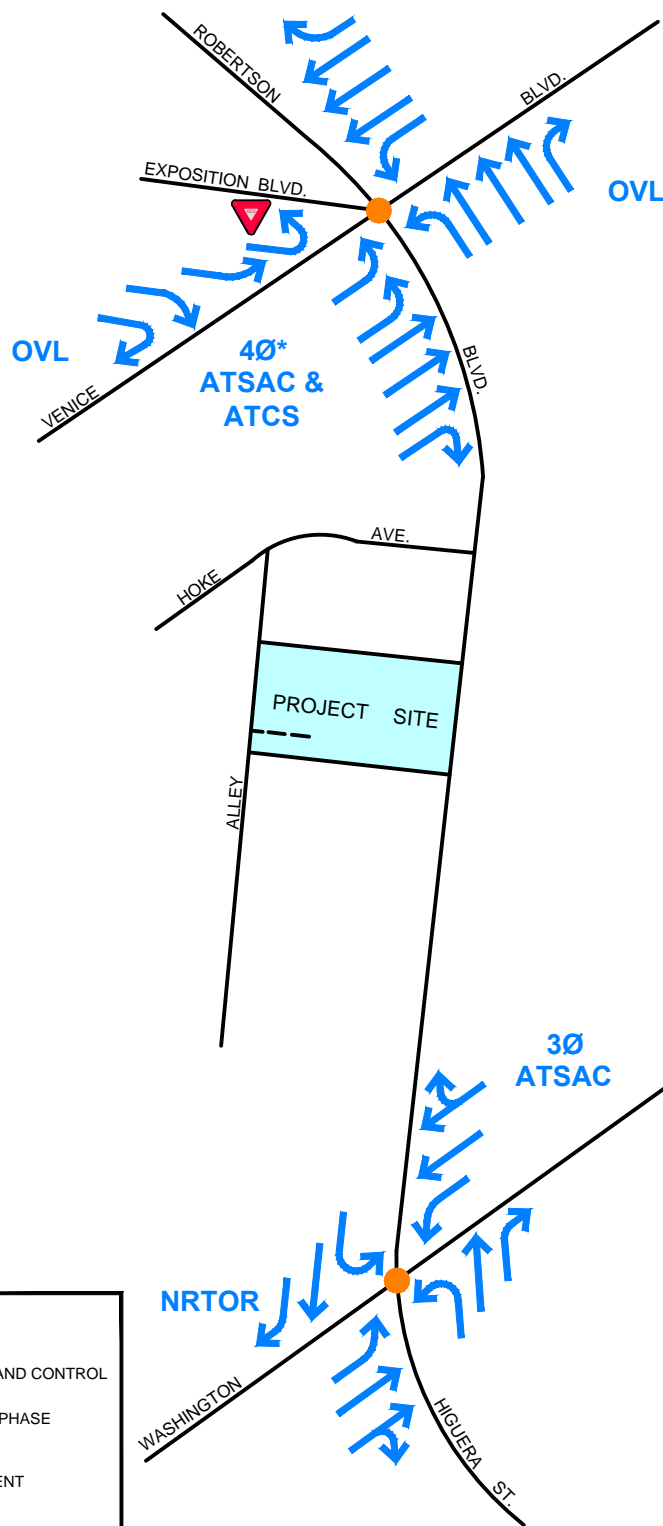 ROBERTSON
BLVD.
EXPOSITION BLVD.
OVL
OVL
4Ø*
ATSAC &
ATCS
VENICE
BLVD.
AVE.
HOKE
PROJECT SITE
ALLEY
3Ø
ATSAC
NRTOR
AND CONTROL
PHASE
WASHINGTON
HIGUERA ST.
ENT